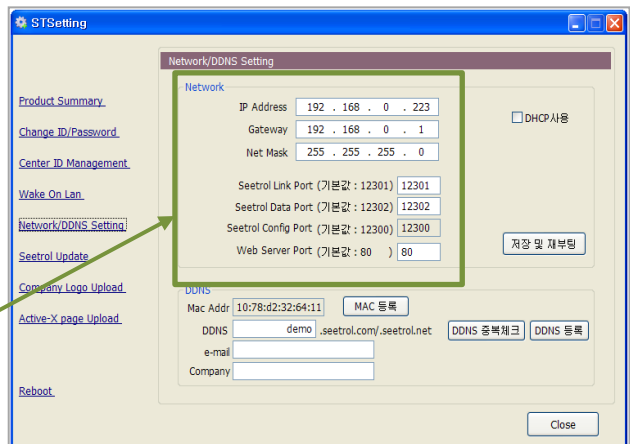 STSetting
Product Summary
Change ID/Password
Center ID Management
Wake On Lan
Network/DDNS Setting
Seetrol Update
Company Logo Upload
Active-X page Upload
Reboot
Network/DDNS Setting
Network
IP Address 192 . 168 . 0 . 223
Gateway 192 . 168 . 0 . 1
Net Mask 255 . 255 . 255 . 0
Seetrol Link Port (기본값 : 12301) 12301
Seetrol Data Port (기본값 : 12302) 12302
Seetrol Config Port (기본값 : 12300) 12300
Web Server Port (기본값 : 80 ) 80
DHCP사용
저장 및 재부팅
DDNS
Mac Addr 10:78:d2:32:64:11 MAC 등록
DDNS demo .seetrol.com/.seetrol.net DDNS 중복체크 DDNS 등록
e-mail
Company
Close